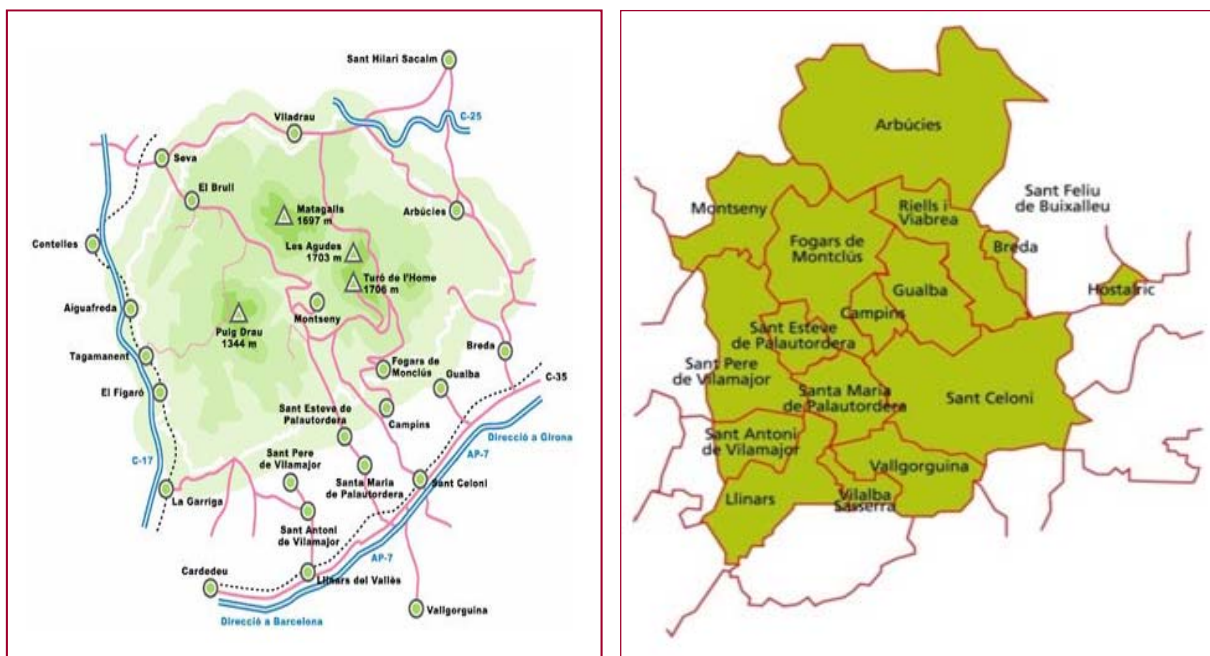 Sant Hilari Sacalm
C-25
Viladrau
Seva
El Brull
Matagalls
1697 m
Arbúcies
Les Agudes
1703 m
Centelles
Turó de l'Home
1706 m
Aiguafreda
Montseny
Puig Drau
1344 m
Tagamanent
Breda
Fogars de
Monclús
Gualba
C-35
El Figaró
Sant Esteve de
Palautordera
Campins
Direcció a Girona
AP-7
C-17
Sant Pere
de Vilamajor
La Garriga
Santa Maria
de Palautordera
Sant Celoni
Sant Antoni
de Vilamajor
AP-7
Cardedeu
Llinars del Vallès
Direcció a Barcelona
Vallgorguina
Arbúcies
Sant Feliu
de Buixalleu
Montseny
Riells i
Viabrea
Fogars de
Montclús
Breda
Gualba
Hostalric
Campins
Sant Esteve
de Palautordera
Sant Pere
de Vilamajor
Santa Maria
de Palautordera
Sant Celoni
Sant Antoni
de Vilamajor
Vallgorguina
Llinars
Vilalba
Sasserra